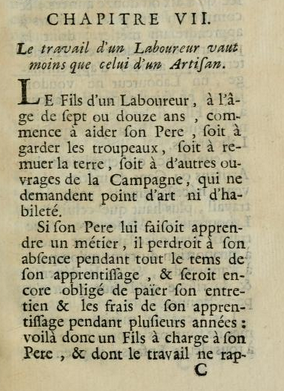 CHAPITRE VII.
Le travail d'un Laboureur vaut
moins que celui d'un Artiſan.
LE Fils d'un Laboureur, à l'â-
ge de ſept ou douze ans, com-
mence à aider ſon Pere, ſoit à
garder les troupeaux, ſoit à re-
muer la terre, ſoit à d'autres ou-
vrages de la Campagne, qui ne
demandent point d'art ni d'ha-
bileté.
Si ſon Pere lui faiſoit appren-
dre un métier, il perdroit à ſon
abſence pendant tout le tems de
ſon apprentiſſage, & ſeroit en-
core obligé de païer ſon entre-
tien & les frais de ſon appren-
tiſſage pendant pluſieurs années:
voilà donc un Fils à charge à ſon
Pere, & dont le travail ne rap-
C